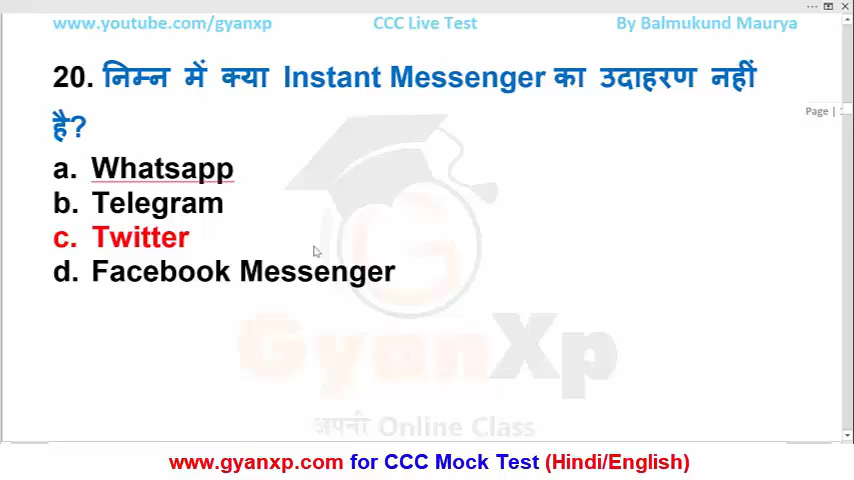 www.youtube.com/gyanxp CCC Live Test By Balmukund Maurya
20. निम्न में क्या Instant Messenger का उदाहरण नहीं
Page |
है?
a. Whatsapp
b. Telegram
c. Twitter
d. Facebook Messenger
GyanXp
अपनी Online Class
www.gyanxp.com for CCC Mock Test (Hindi/English)